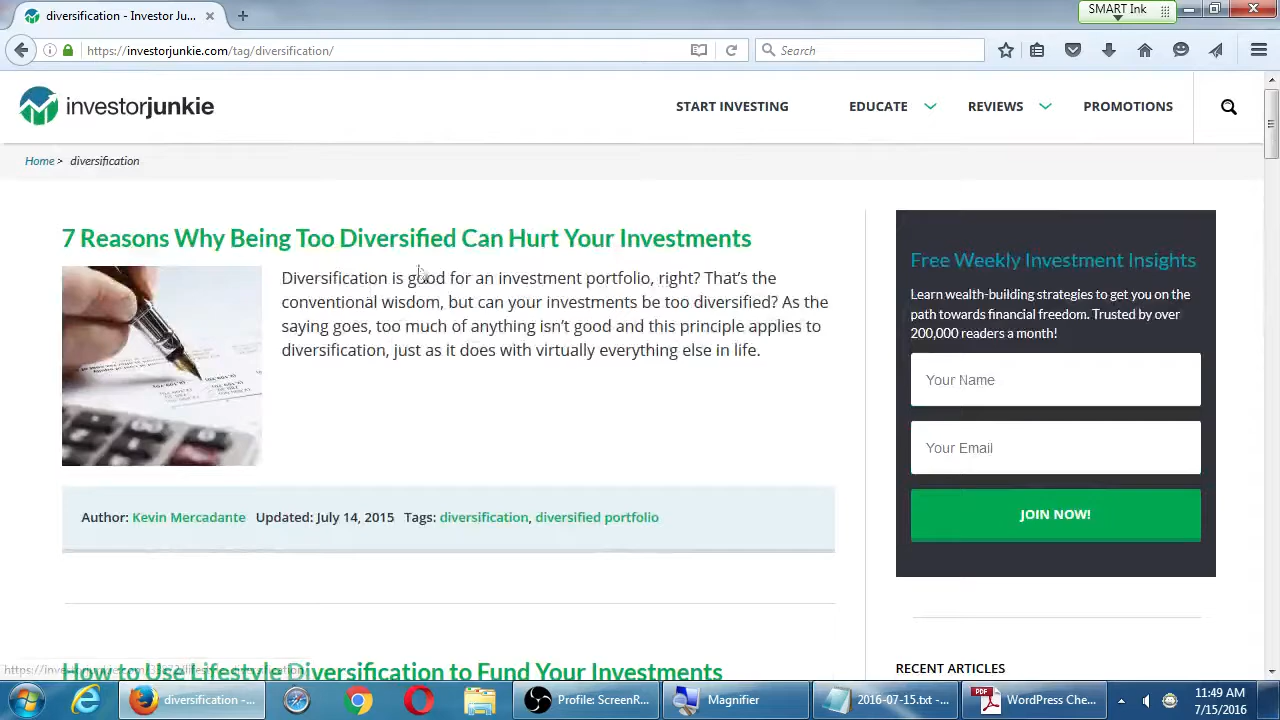 diversification - Investor Ju...
SMART Ink
https://investorjunkie.com/tag/diversification/
Search
investorjunkie
START INVESTING
EDUCATE
REVIEWS
PROMOTIONS
Home > diversification
7 Reasons Why Being Too Diversified Can Hurt Your Investments
Diversification is good for an investment portfolio, right? That's the
conventional wisdom, but can your investments be too diversified? As the
saying goes, too much of anything isn't good and this principle applies to
diversification, just as it does with virtually everything else in life.
Author: Kevin Mercadante Updated: July 14, 2015 Tags: diversification, diversified portfolio
Free Weekly Investment Insights
Learn wealth-building strategies to get you on the
path towards financial freedom. Trusted by over
200,000 readers a month!
Your Name
Your Email
JOIN NOW!
How to Use Lifestyle Diversification to Fund Your Investments
RECENT ARTICLES
diversification -...
Profile: ScreenR...
Magnifier
2016-07-15.txt -...
WordPress Che...
11:49 AM
7/15/2016